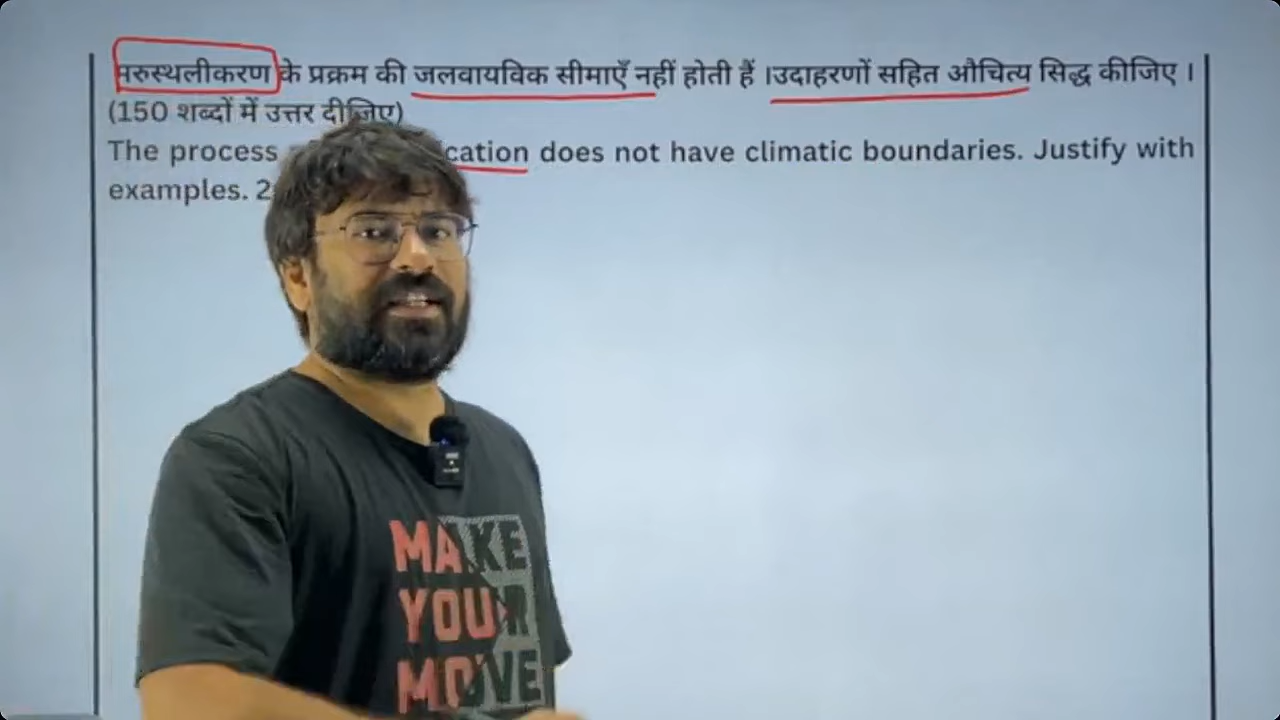 मरुस्थलीकरण के प्रक्रम की जलवायविक सीमाएँ नहीं होती हैं ।उदाहरणों सहित औचित्य सिद्ध कीजिए ।
(150 शब्दों में उत्तर दीजिए)
The process cation does not have climatic boundaries. Justify with
examples. 2
MAKE
YOUR
MOVE